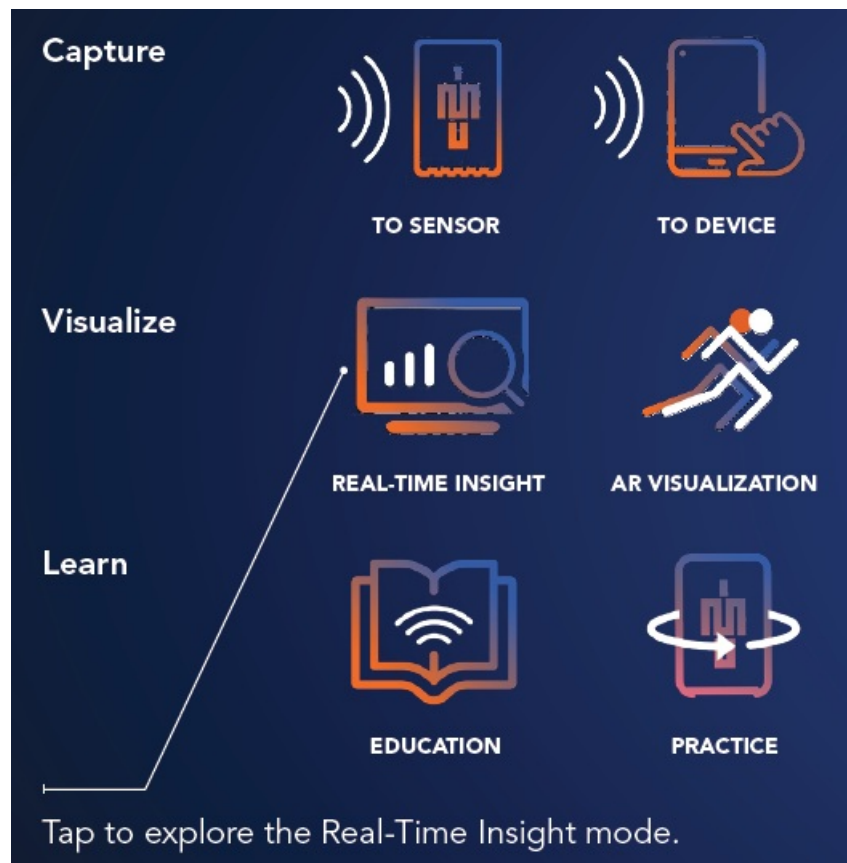 Capture
TO SENSOR
TO DEVICE
Visualize
REAL-TIME INSIGHT
AR VISUALIZATION
Learn
EDUCATION
PRACTICE
Tap to explore the Real-Time Insight mode.